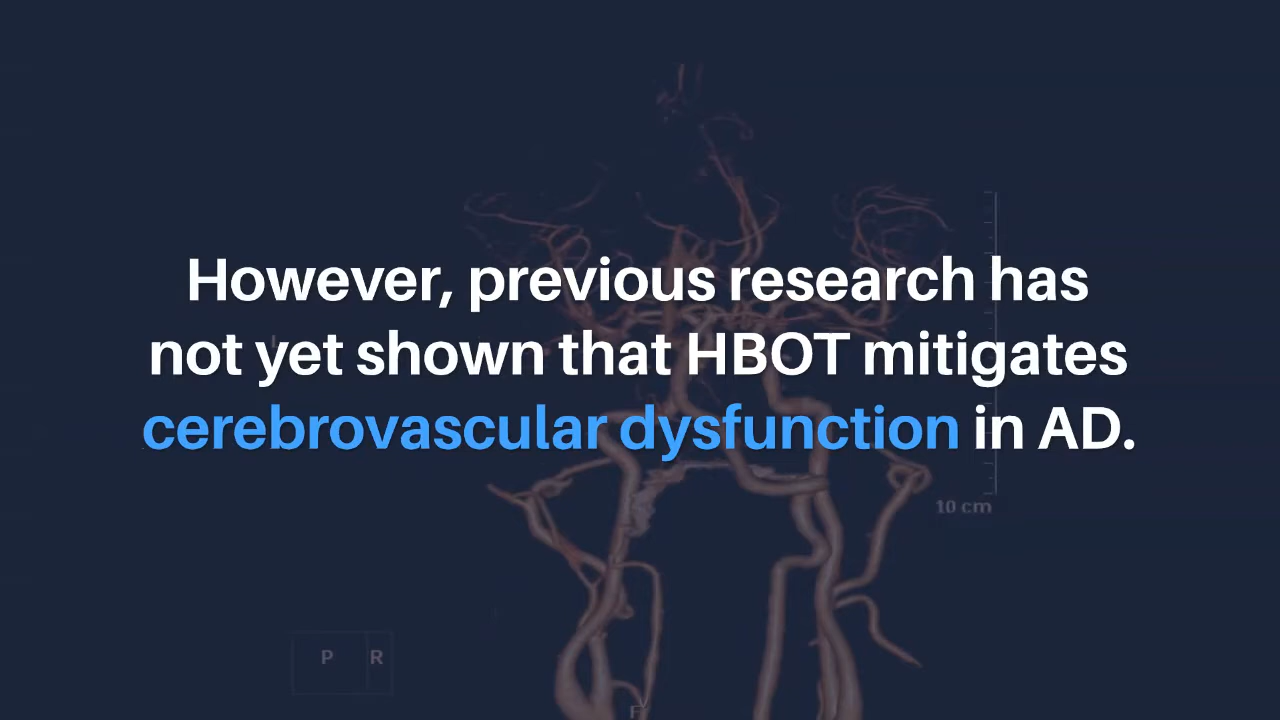 However, previous research has
not yet shown that HBOT mitigates
cerebrovascular dysfunction in AD.
10 cm
P R
F